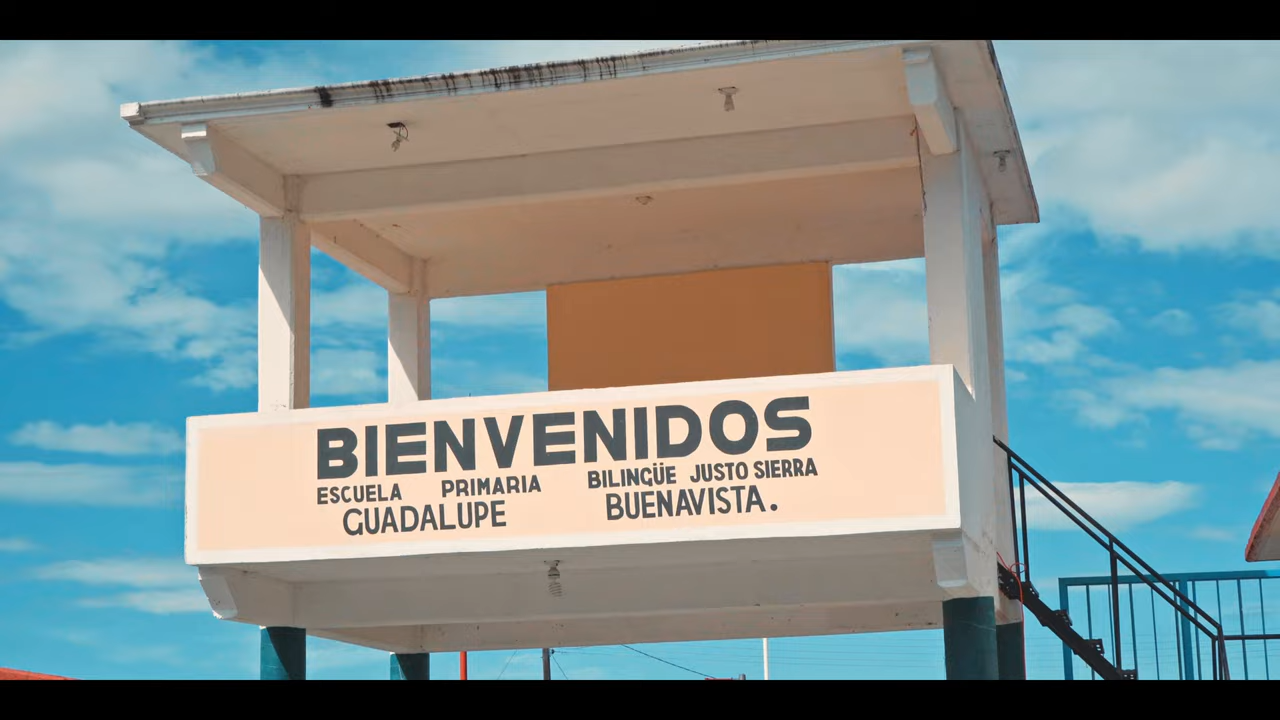 BIENVENIDOS
ESCUELA PRIMARIA BILINGÜE JUSTO SIERRA
GUADALUPE BUENAVISTA.